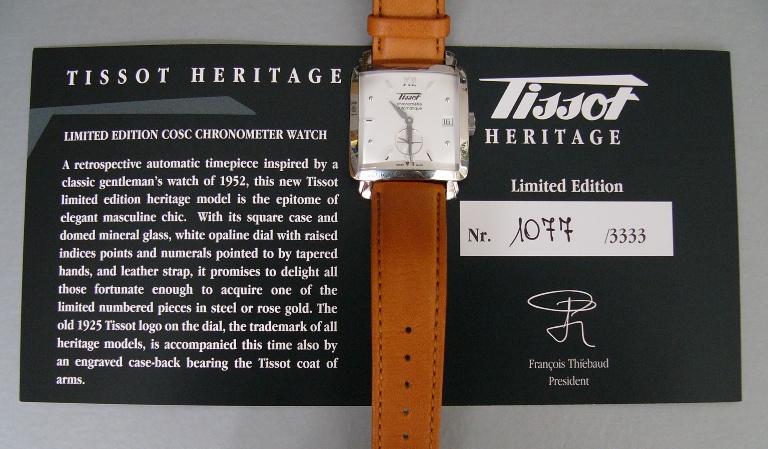 TISSOT HERITAGE
LIMITED EDITION COSC CHRONOMETER WATCH
A retrospective automatic timepiece inspired by a
classic gentleman's watch of 1952, this new Tissot
limited edition heritage model is the epitome of
elegant masculine chic. With its square case and
domed mineral glass, white opaline dial with raised
indices points and numerals pointed to by tapered
hands, and leather strap, it promises to delight all
those fortunate enough to acquire one of the
limited numbered pieces in steel or rose gold. The
old 1925 Tissot logo on the dial, the trademark of all
heritage models, is accompanied this time also by
an engraved case-back bearing the Tissot coat of
arms.
Tissot
chronomètre
automatique
16
Tissot
HERITAGE
Limited Edition
Nr. 1077 /3333
François Thiébaud
President